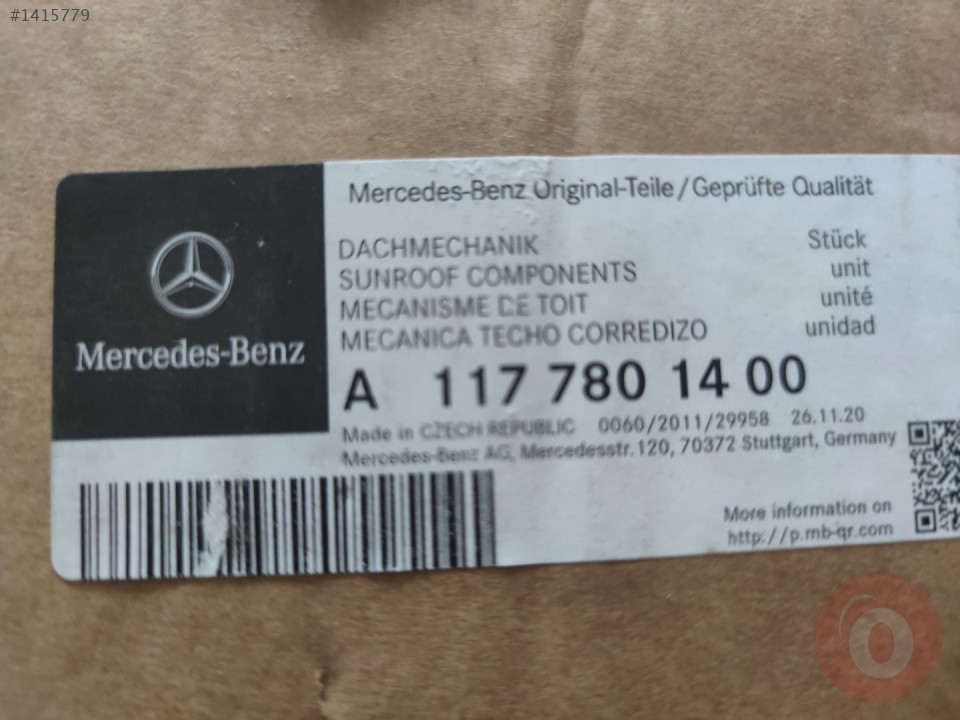 #1415779
Mercedes-Benz Original-Teile/Geprüfte Qualität
DACHMECHANIK Stück
SUNROOF COMPONENTS unit
MECANISME DE TOIT unité
MECANICA TECHO CORREDIZO unidad
Mercedes-Benz
A 117 780 14 00
Made in CZECH REPUBLIC 0060/2011/29958 26.11.20
Mercedes-Benz AG, Mercedesstr.120, 70372 Stuttgart, Germany
More information on
http://p.mb-qr.com